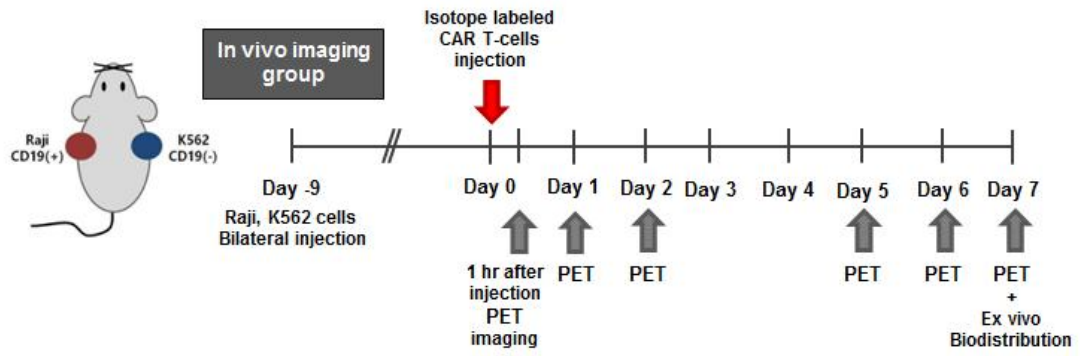 Isotope labeled
CAR T-cells
injection
In vivo imaging
group
Raji
CD19(+)
K562
CD19(-)
Day -9
Day 0
Day 1
Day 2
Day 3
Day 4
Day 5
Day 6
Day 7
Raji, K562 cells
Bilateral injection
1 hr after
injection
PET
imaging
PET
PET
PET
PET
PET
+
Ex vivo
Biodistribution